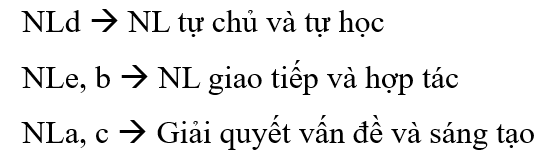 NLd → NL tự chủ và tự học
NLe, b → NL giao tiếp và hợp tác
NLa, c → Giải quyết vấn đề và sáng tạo